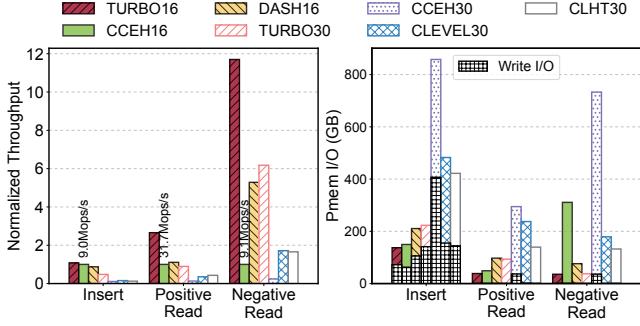 TURBO16 DASH16 CCEH30 CLHT30
CCEH16 TURBO30 CLEVEL30
Normalized Throughput
12
10
8
6
4
2
0
9.0Mops/s
31.7Mops/s
9.1Mops/s
Insert
Positive
Read
Negative
Read
Pmem I/O (GB)
800
600
400
200
0
Write I/O
Insert
Positive
Read
Negative
Read